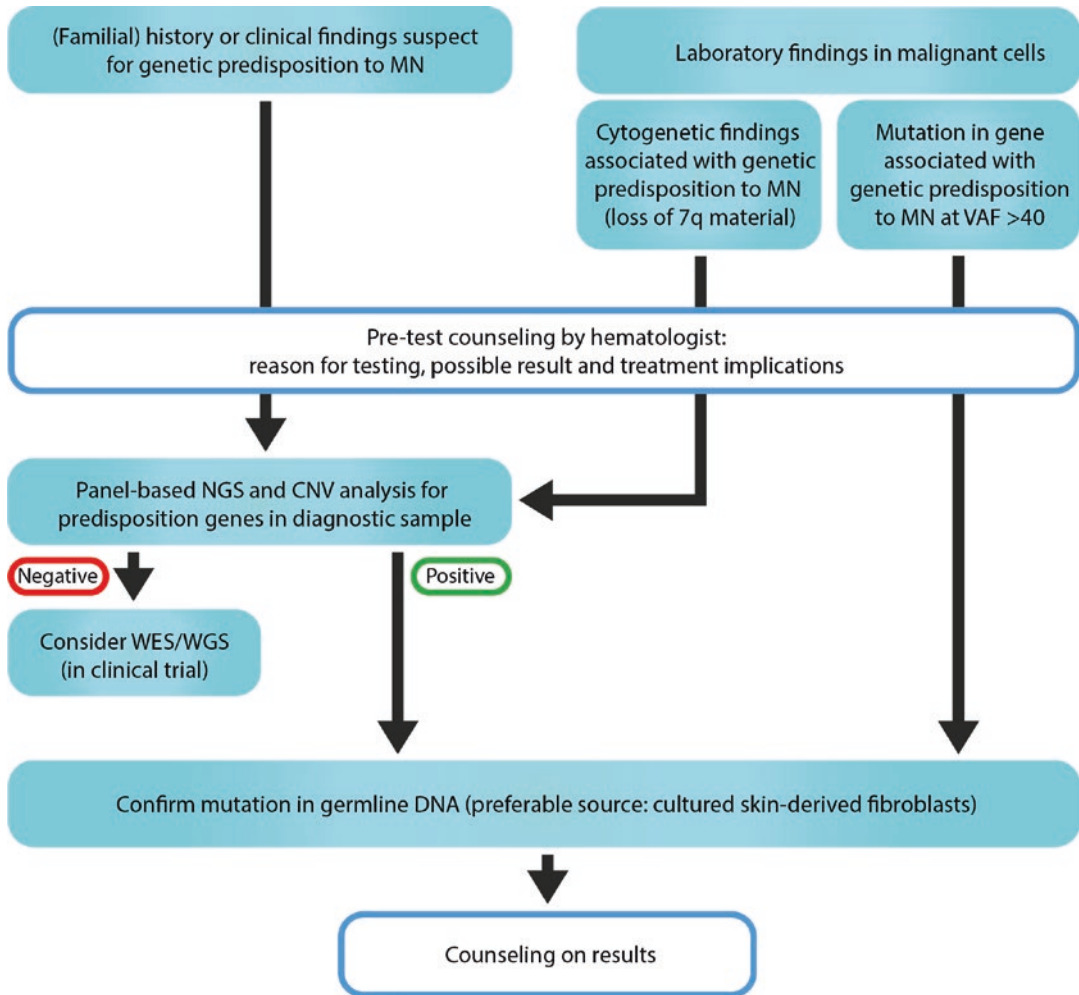 (Familial) history or clinical findings suspect
for genetic predisposition to MN
Laboratory findings in malignant cells
Cytogenetic findings
associated with genetic
predisposition to MN
(loss of 7q material)
Mutation in gene
associated with
genetic predisposition
to MN at VAF >40
Pre-test counseling by hematologist:
reason for testing, possible result and treatment implications
Panel-based NGS and CNV analysis for
predisposition genes in diagnostic sample
Negative
Positive
Consider WES/WGS
(in clinical trial)
Confirm mutation in germline DNA (preferable source: cultured skin-derived fibroblasts)
Counseling on results